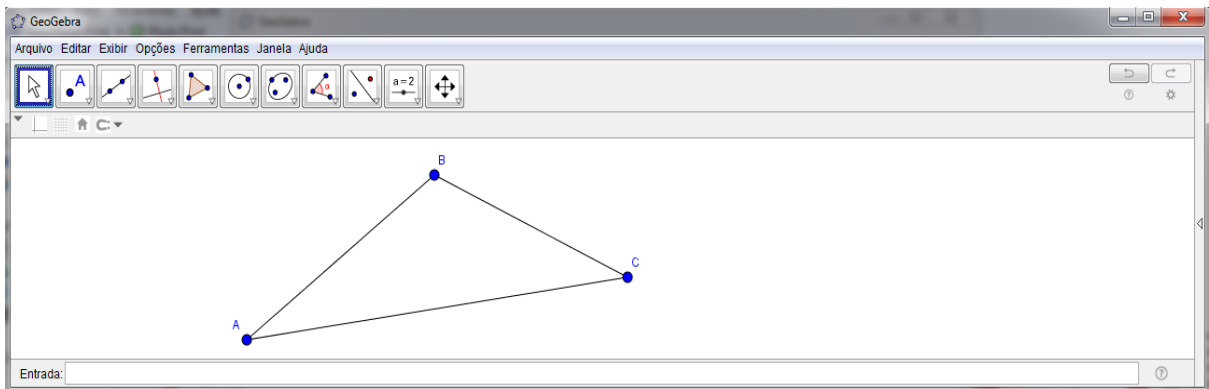 GeoGebra
Arquivo Editar Exibir Opções Ferramentas Janela Ajuda
A α a=2
B
C
A
Entrada: